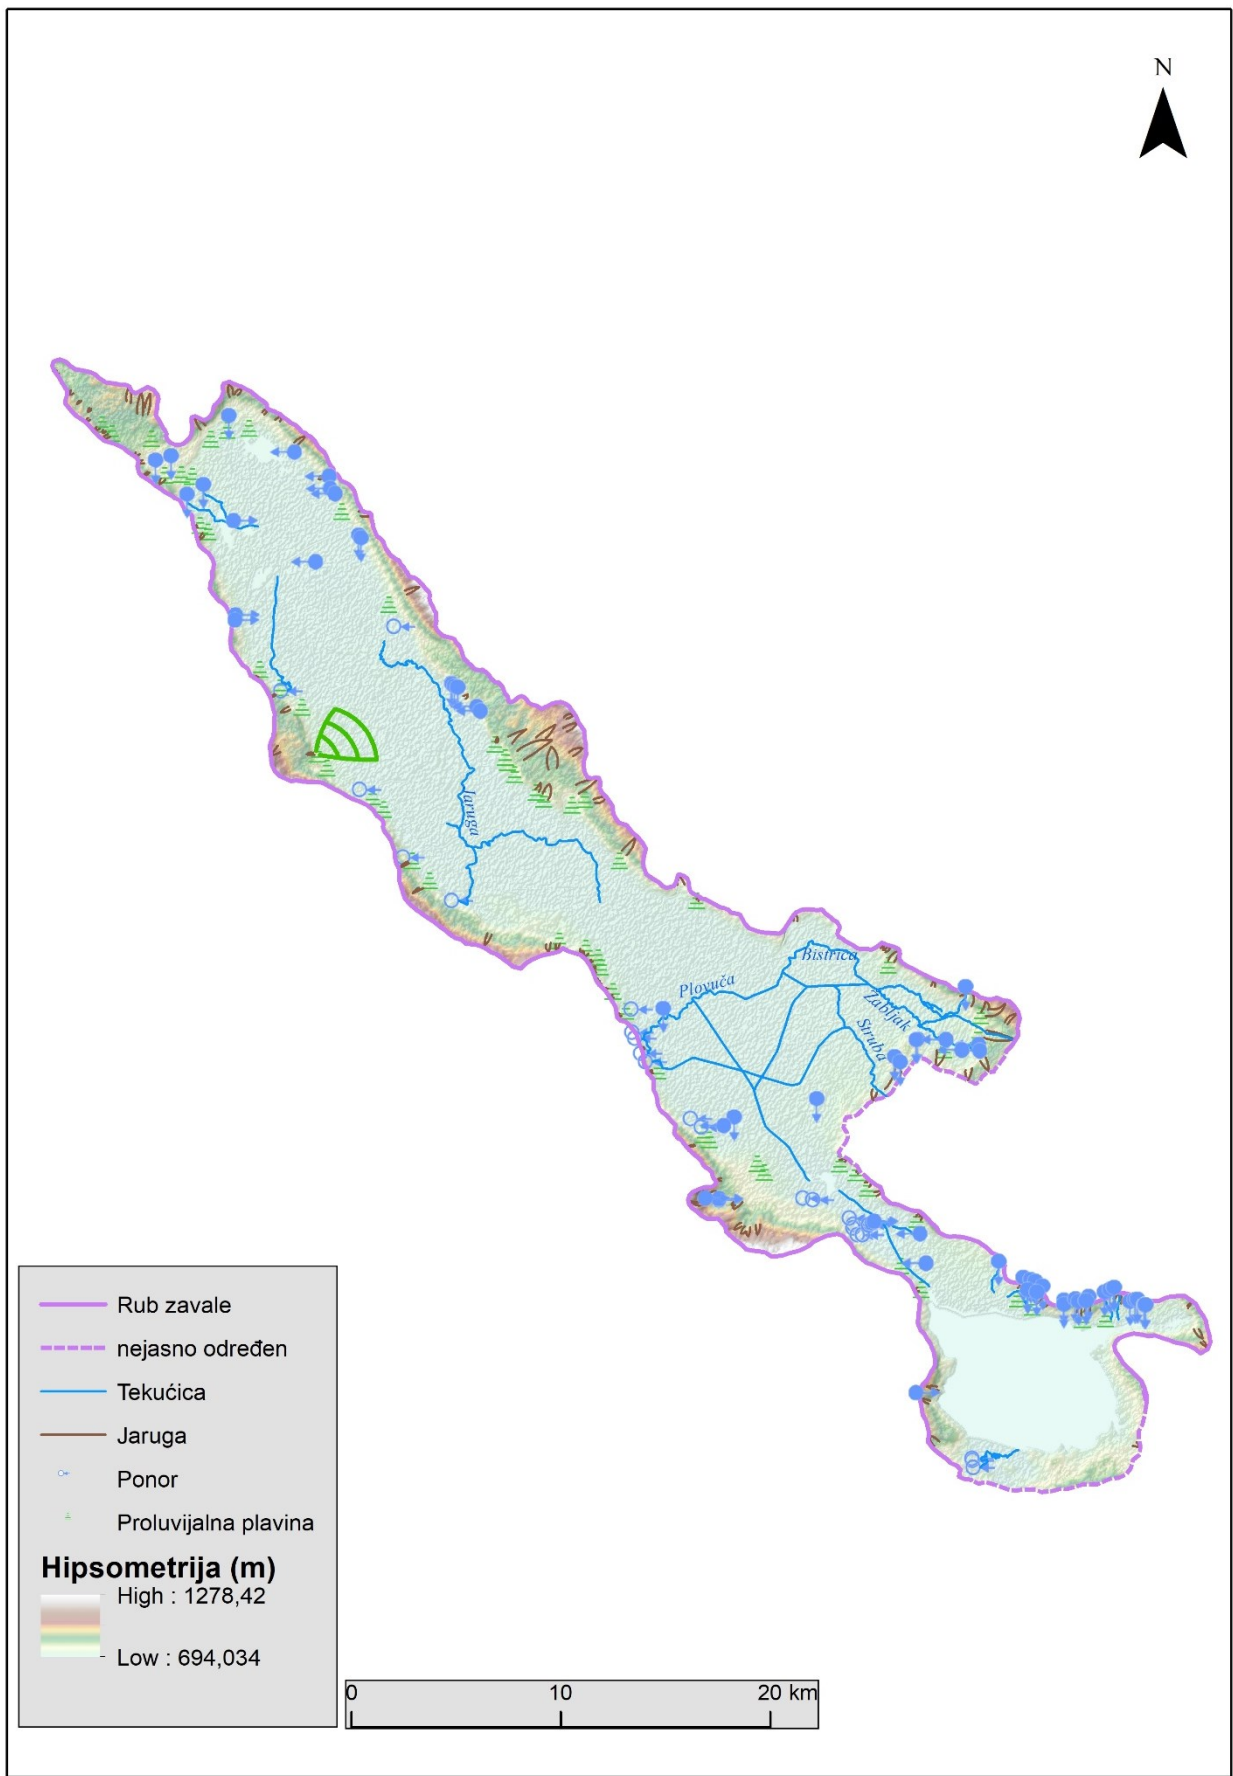 N
Jaruga
Bistrica
Plovuča
Žabljak
Struba
Rub zavale
nejasno određen
Tekućica
Jaruga
Ponor
Proluvijalna plavina
Hipsometrija (m)
High : 1278,42
Low : 694,034
0 10 20 km